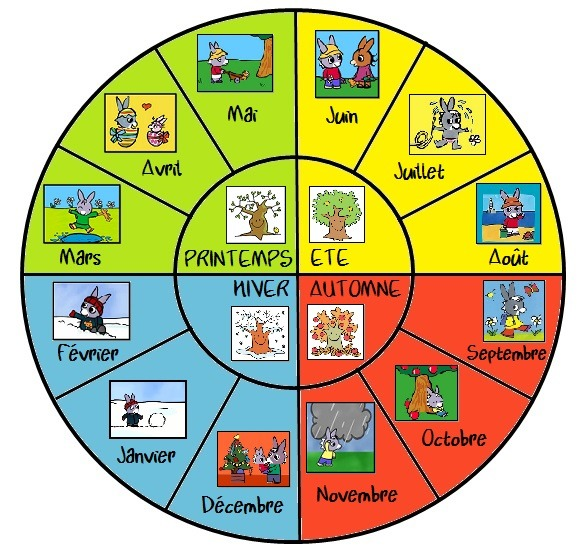 Mai
Juin
Avril
Juillet
Mars
PRINTEMPS
ETE
Août
HIVER
AUTOMNE
Février
Septembre
Janvier
Octobre
Décembre
Novembre